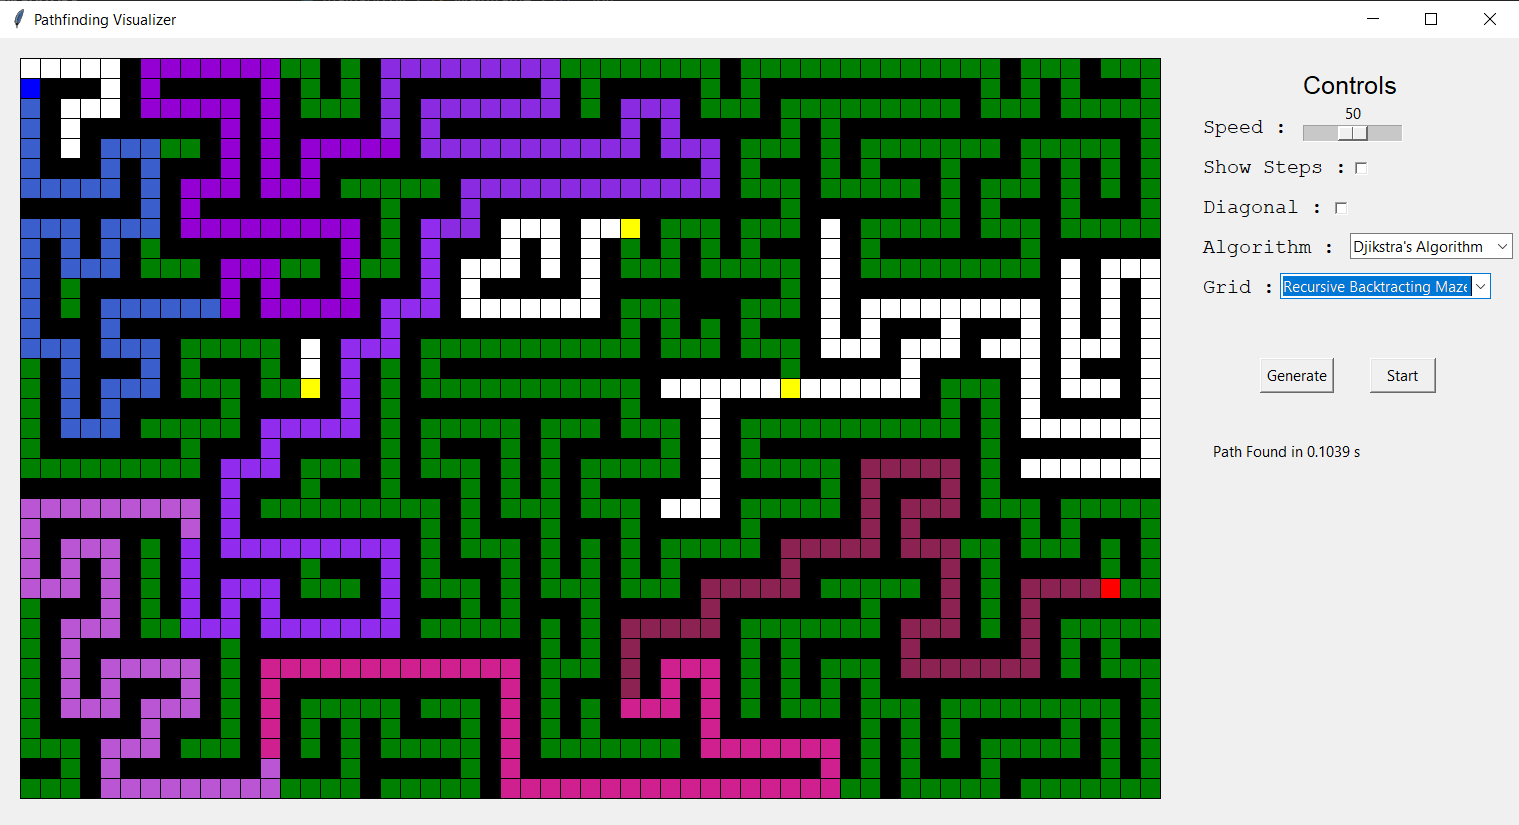 Pathfinding Visualizer
Controls
50
Speed :
Show Steps :
Diagonal :
Algorithm : Djikstra's Algorithm
Grid : Recursive Backtracting Maze
Generate Start
Path Found in 0.1039 s